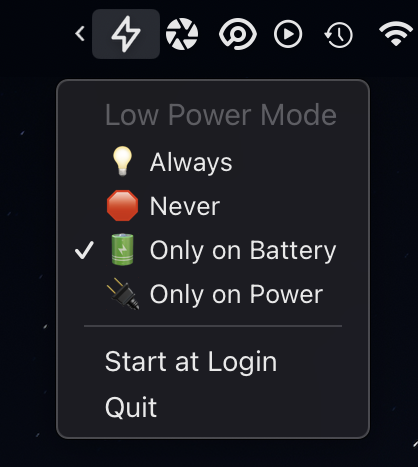 Low Power Mode
Always
Never
Only on Battery
Only on Power
Start at Login
Quit